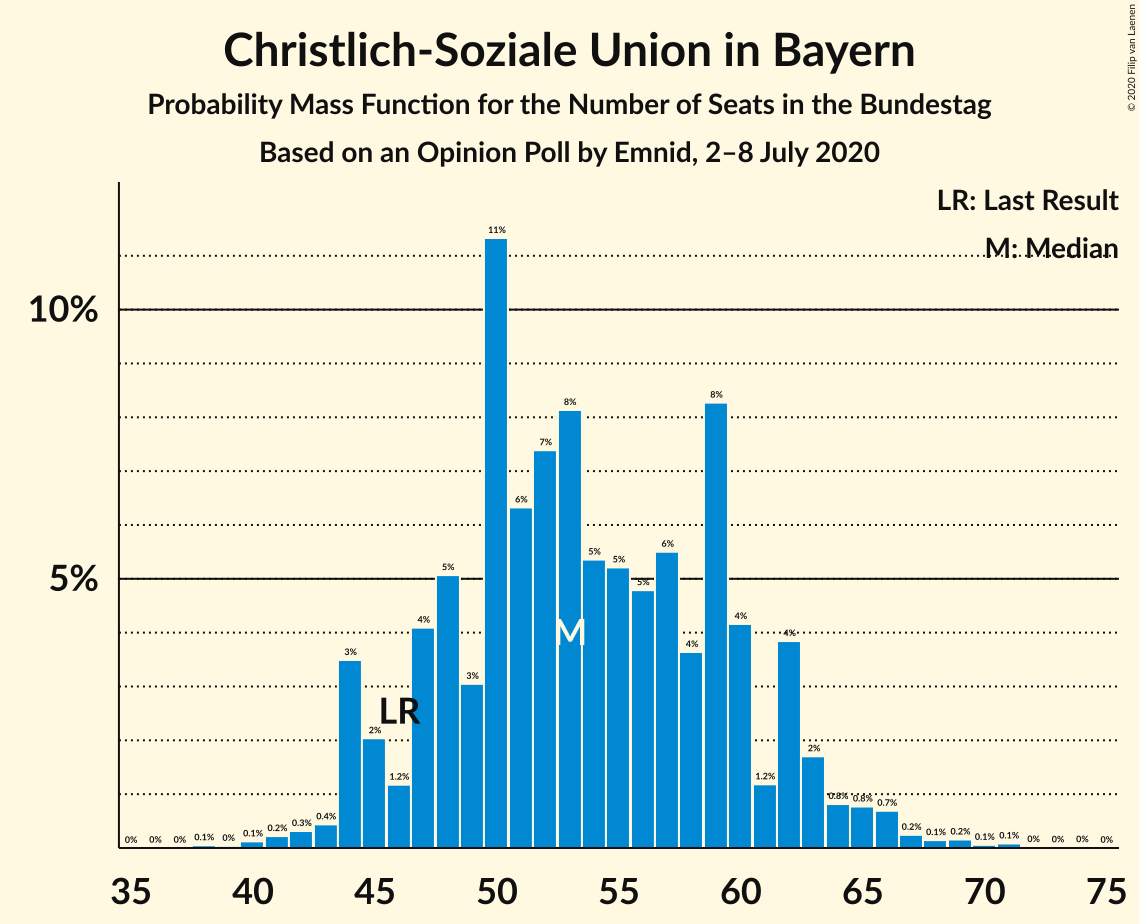 © 2020 Filip van Laenen
Christlich-Soziale Union in Bayern
Probability Mass Function for the Number of Seats in the Bundestag
Based on an Opinion Poll by Emnid, 2–8 July 2020
LR: Last Result
M: Median
10%
5%
0% 0% 0% 0.1% 0% 0.1% 0.2% 0.3% 0.4% 3% 2% 1.2% 4% 5% 3% 11% 6% 7% 8% 5% 5% 5% 6% 4% 8% 4% 1.2% 4% 2% 0.8% 0.8% 0.7% 0.2% 0.1% 0.2% 0.1% 0.1% 0% 0% 0% 0%
LR
M
35 40 45 50 55 60 65 70 75